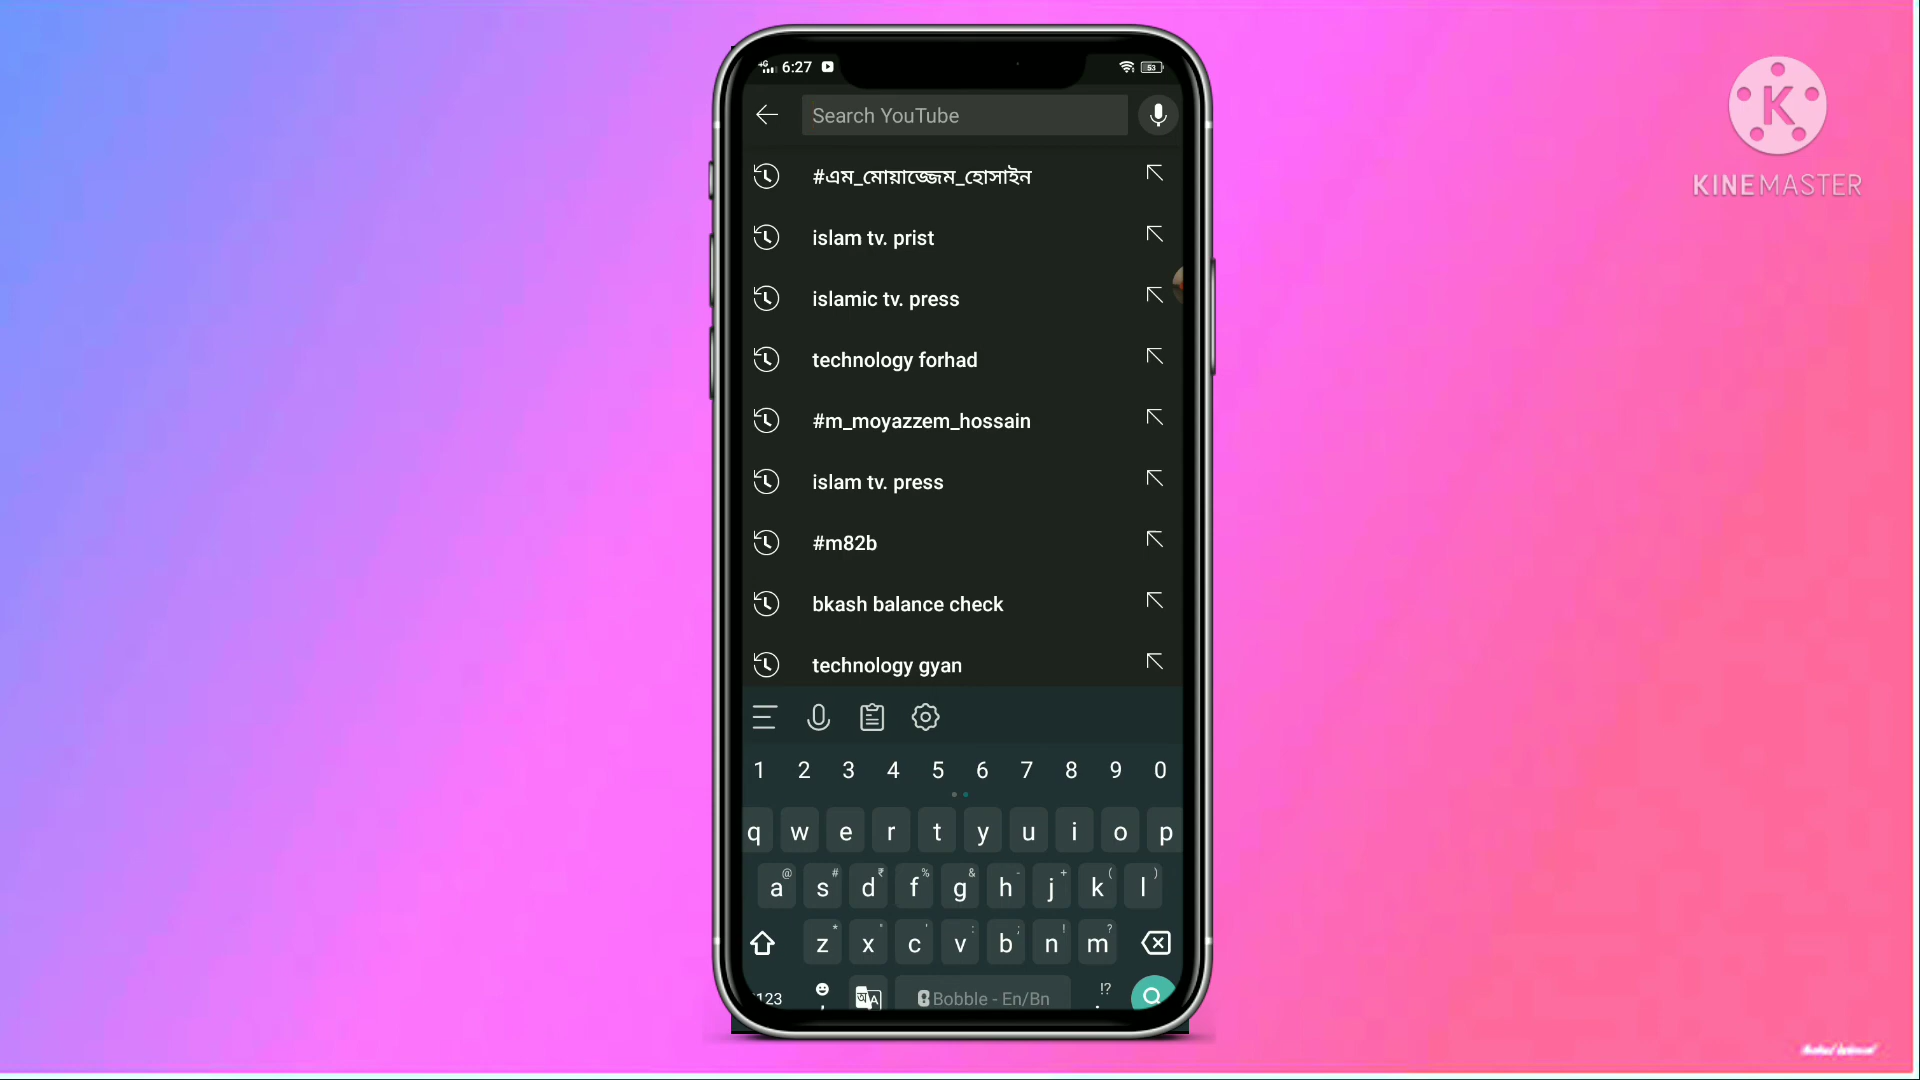 4G 6:27 53
Search YouTube
#এম_মোয়াজ্জেম_হোসাইন
islam tv. prist
islamic tv. press
technology forhad
#m_moyazzem_hossain
islam tv. press
#m82b
bkash balance check
technology gyan
1 2 3 4 5 6 7 8 9 0
q w e r t y u i o p
@ # ₹ % & - + ( )
a s d f g h j k l
* " ' : ; ! ?
z x c v b n m
123 , অ A Bobble - En/Bn !? .
K
KINEMASTER